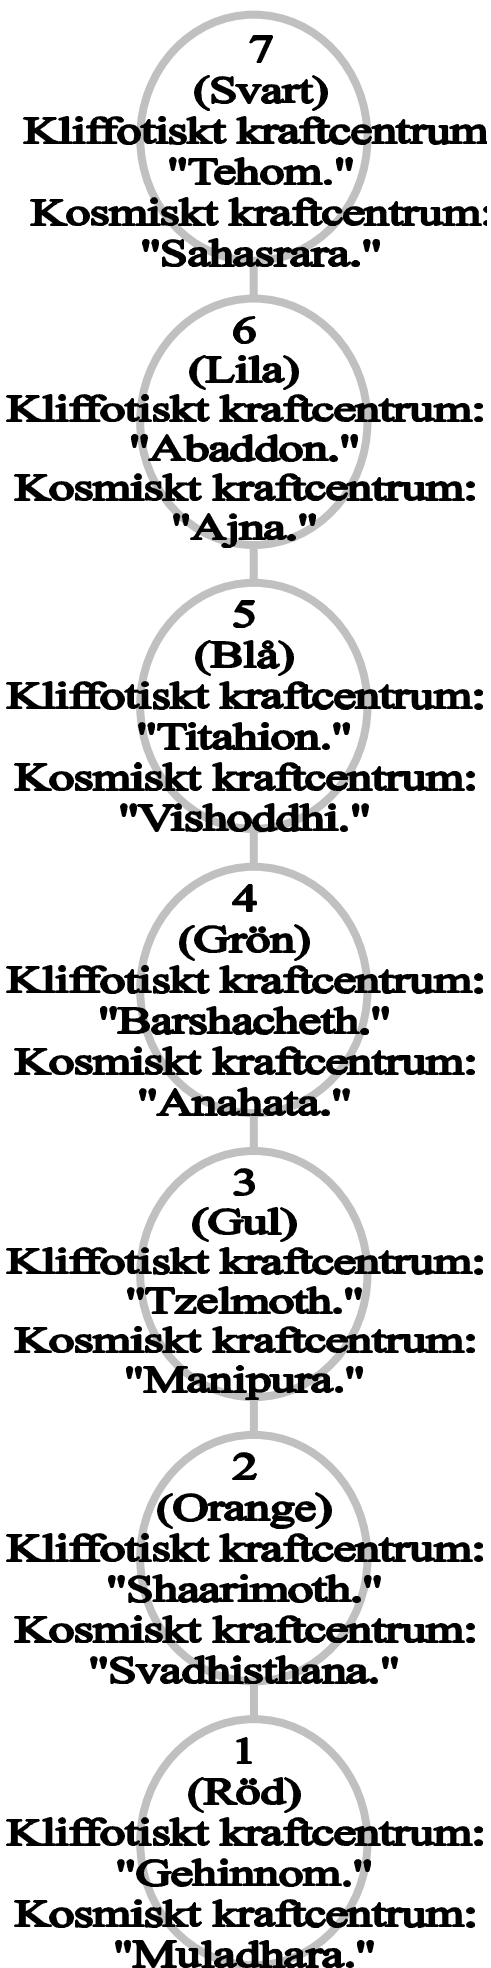 7
(Svart)
Kliffotiskt kraftcentrum
"Tehom."
Kosmiskt kraftcentrum:
"Sahasrara."
6
(Lila)
Kliffotiskt kraftcentrum:
"Abaddon."
Kosmiskt kraftcentrum:
"Ajna."
5
(Blå)
Kliffotiskt kraftcentrum:
"Titahion."
Kosmiskt kraftcentrum:
"Vishoddhi."
4
(Grön)
Kliffotiskt kraftcentrum:
"Barshacheth."
Kosmiskt kraftcentrum:
"Anahata."
3
(Gul)
Kliffotiskt kraftcentrum:
"Tzelmoth."
Kosmiskt kraftcentrum:
"Manipura."
2
(Orange)
Kliffotiskt kraftcentrum:
"Shaarimoth."
Kosmiskt kraftcentrum:
"Svadhisthana."
1
(Röd)
Kliffotiskt kraftcentrum:
"Gehinnom."
Kosmiskt kraftcentrum:
"Muladhara."